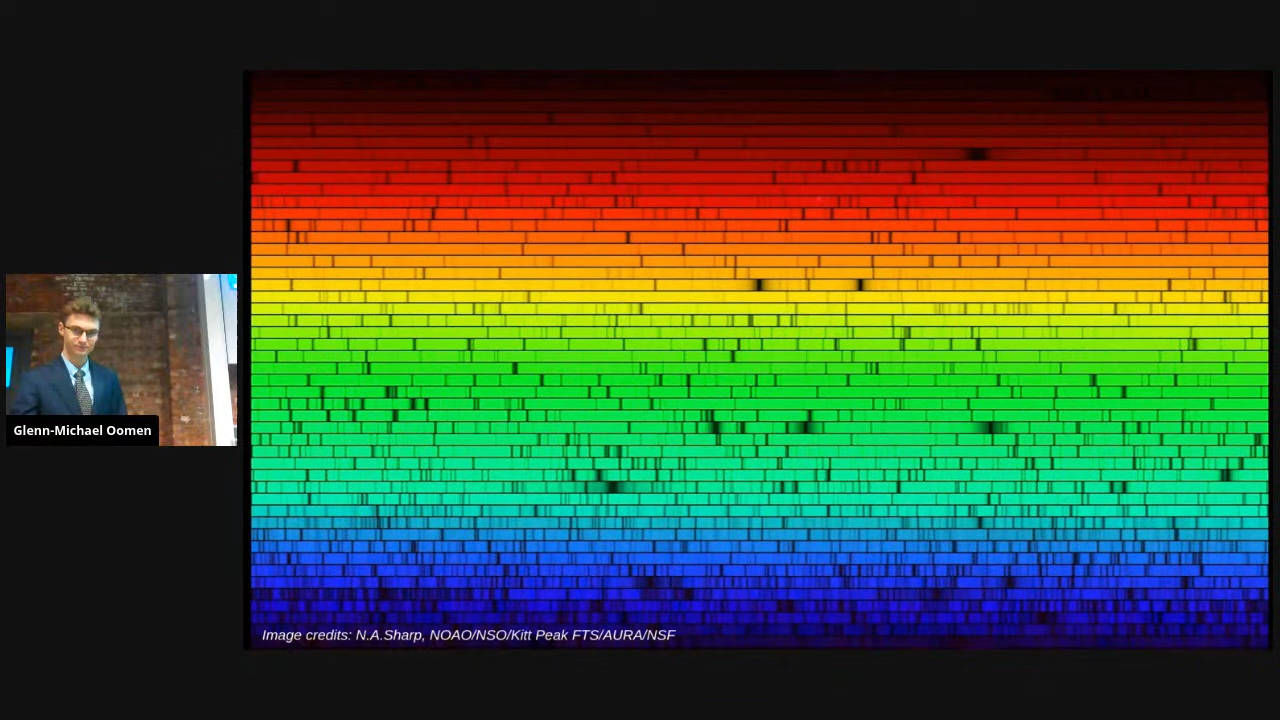 Glenn-Michael Oomen
Image credits: N.A.Sharp, NOAO/NSO/Kitt Peak FTS/AURA/NSF